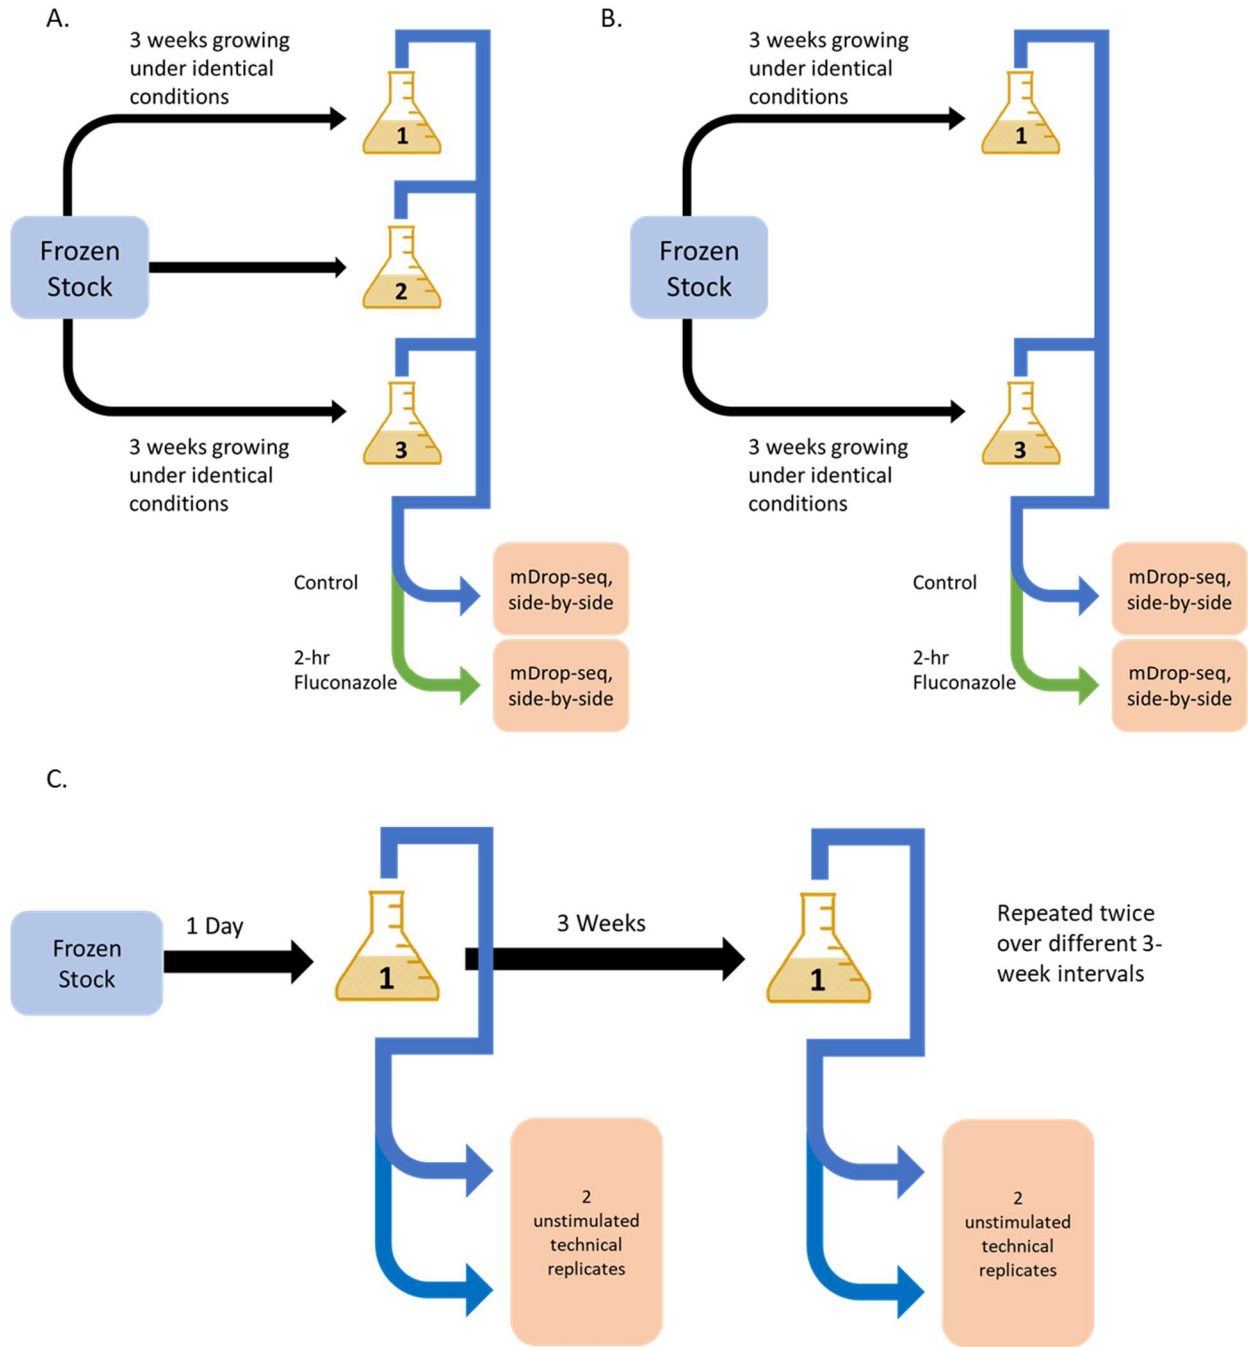 A.
3 weeks growing
under identical
conditions
1
Frozen
Stock
2
3
3 weeks growing
under identical
conditions
Control
mDrop-seq,
side-by-side
2-hr
Fluconazole
mDrop-seq,
side-by-side
B.
3 weeks growing
under identical
conditions
1
Frozen
Stock
3
3 weeks growing
under identical
conditions
Control
mDrop-seq,
side-by-side
2-hr
Fluconazole
mDrop-seq,
side-by-side
C.
Frozen
Stock
1 Day
1
3 Weeks
1
Repeated twice
over different 3-
week intervals
2
unstimulated
technical
replicates
2
unstimulated
technical
replicates